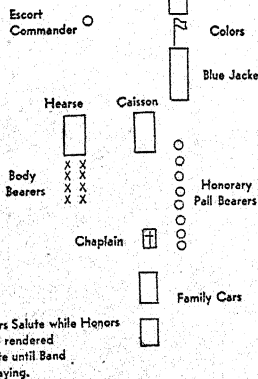 Escort
Commander
Colors
Blue Jacke
Hearse
Caisson
Body
Bearers
X X
X X
X X
X X
Honorary
Pall Bearers
Chaplain
Family Cars
rs Salute while Honors
rendered
te until Band
aying.